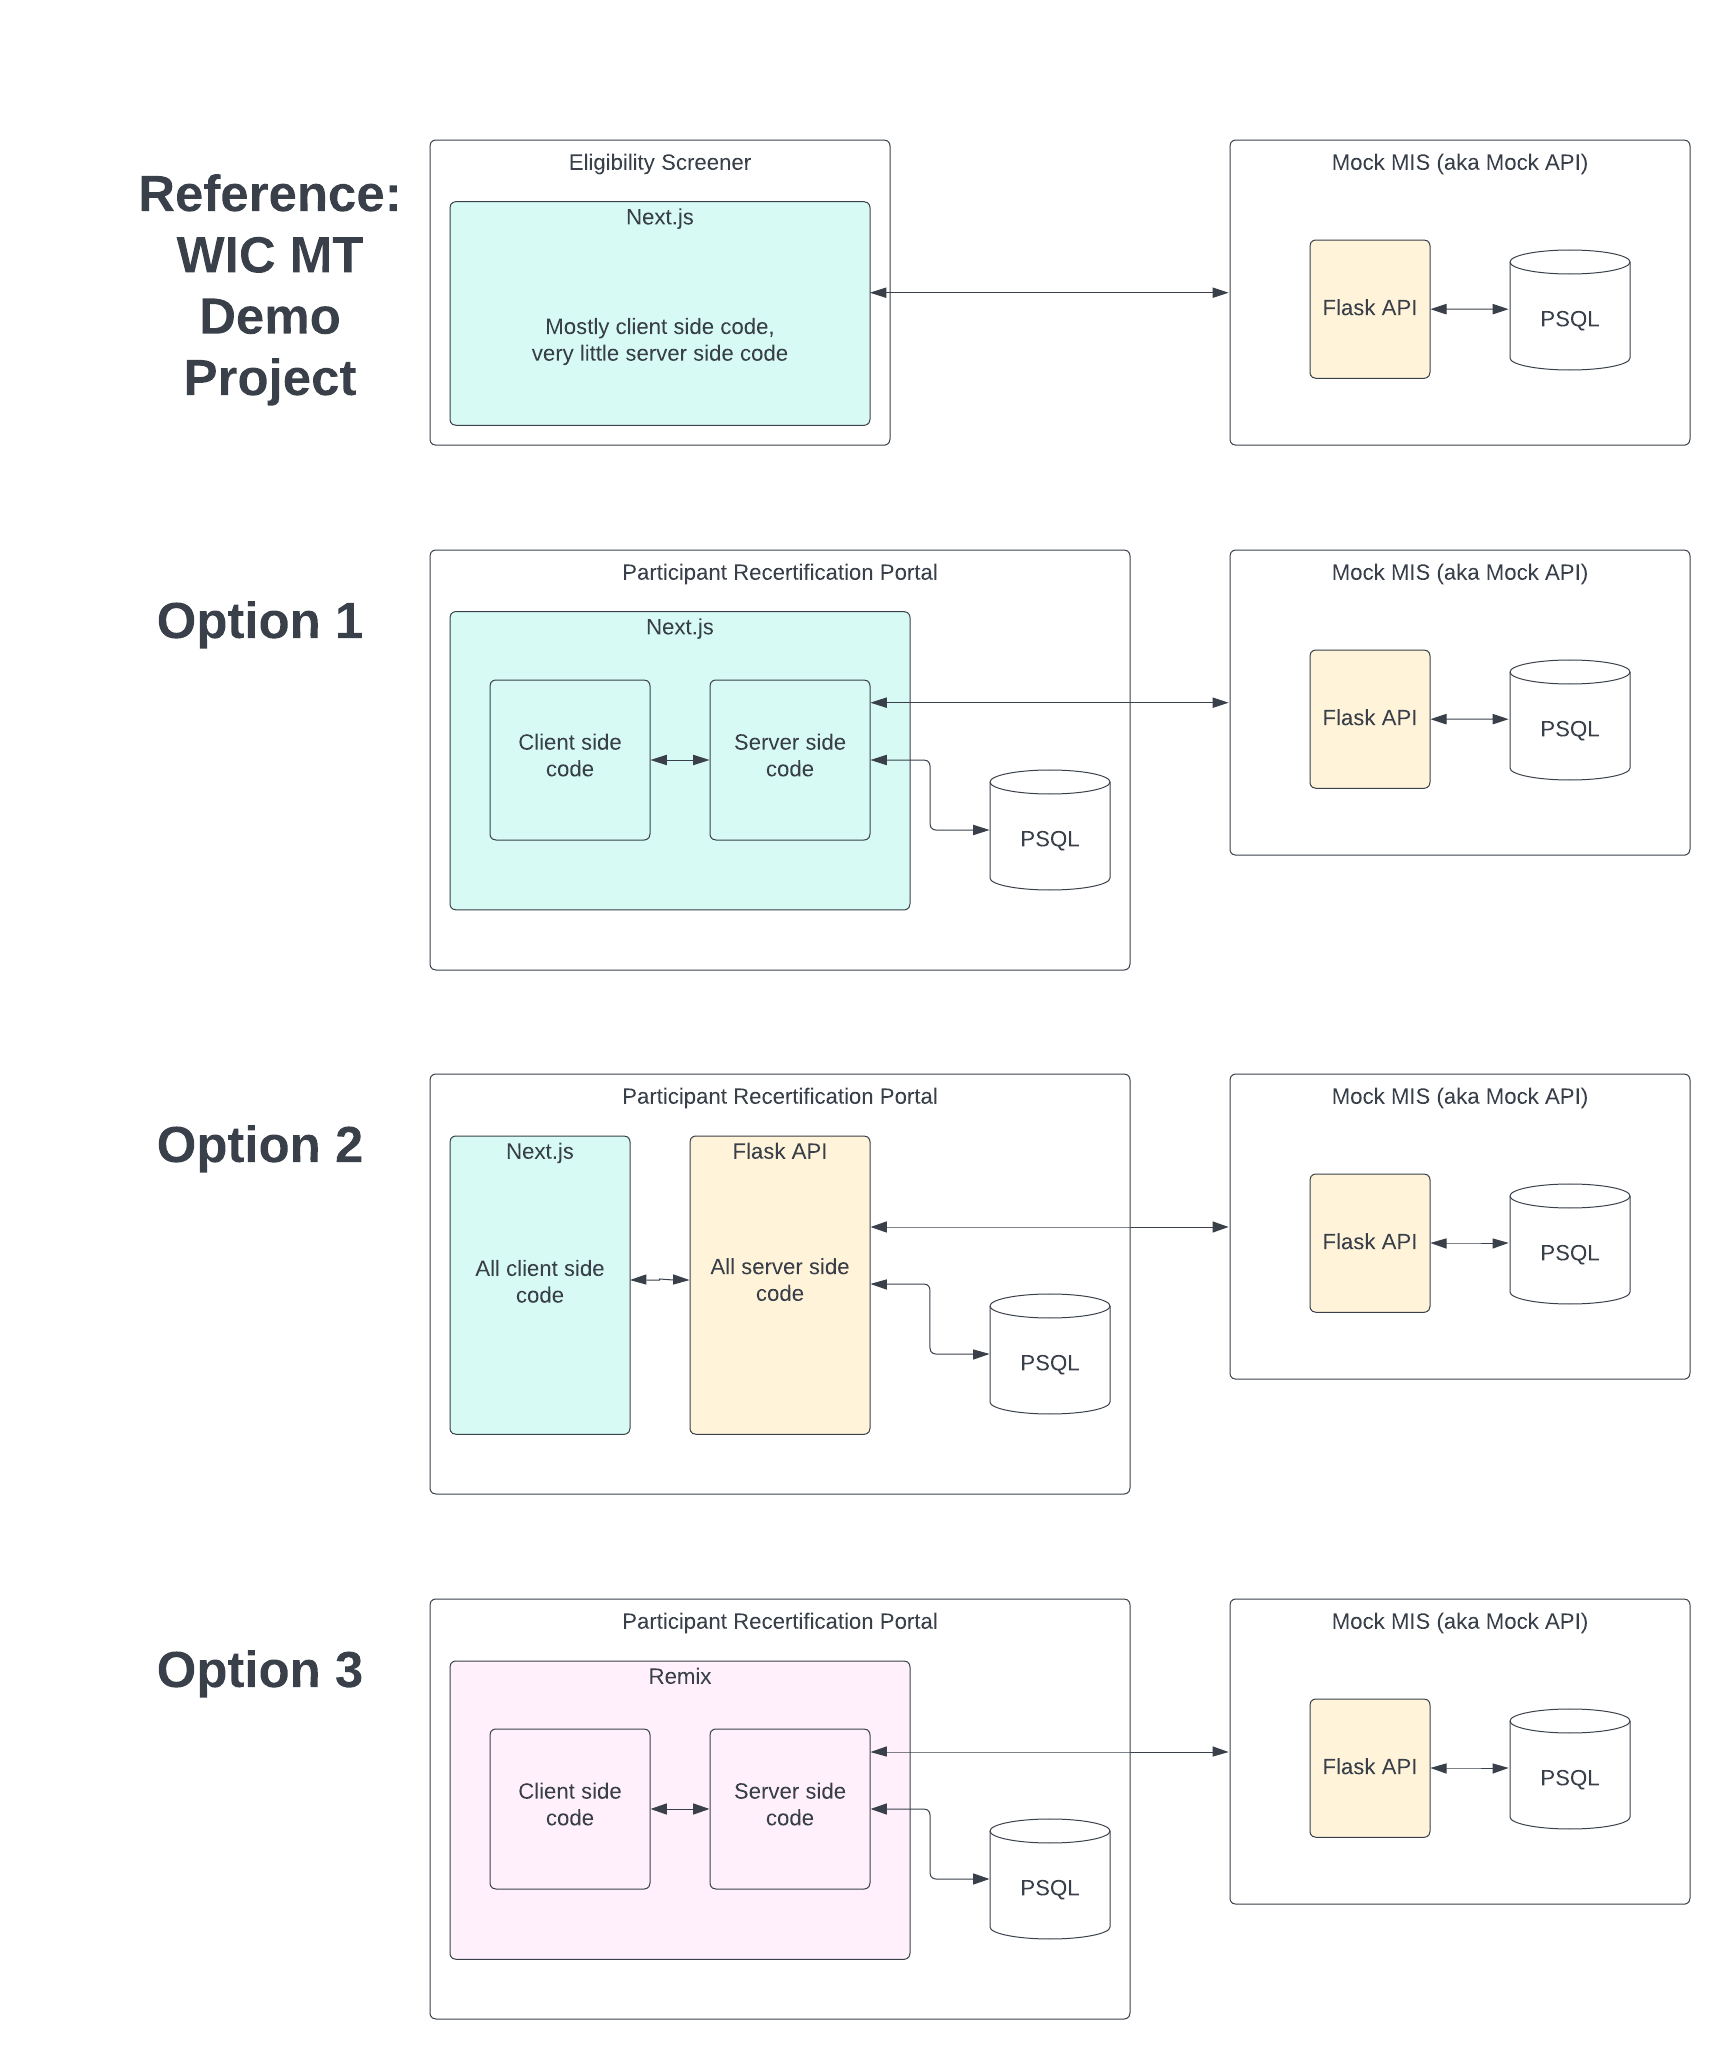 Reference:
WIC MT
Demo
Project
Eligibility Screener
Next.js
Mostly client side code,
very little server side code
Mock MIS (aka Mock API)
Flask API
PSQL
Option 1
Participant Recertification Portal
Next.js
Client side
code
Server side
code
PSQL
Mock MIS (aka Mock API)
Flask API
PSQL
Option 2
Participant Recertification Portal
Next.js
All client side
code
Flask API
All server side
code
PSQL
Mock MIS (aka Mock API)
Flask API
PSQL
Option 3
Participant Recertification Portal
Remix
Client side
code
Server side
code
PSQL
Mock MIS (aka Mock API)
Flask API
PSQL